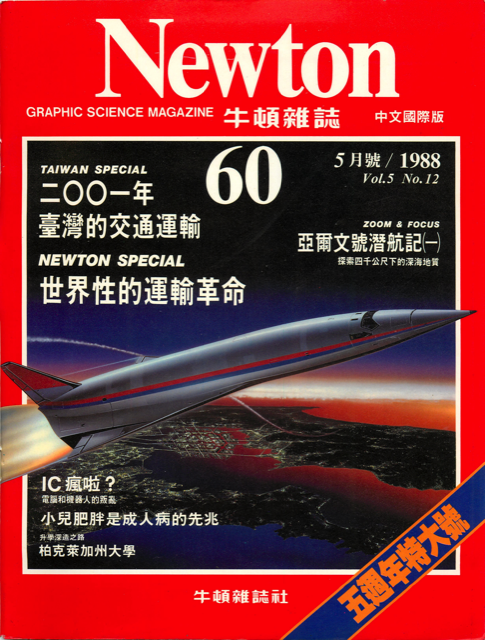 Newton
GRAPHIC SCIENCE MAGAZINE 牛頓雜誌 中文國際版
60
5月號 / 1988
Vol.5 No.12
TAIWAN SPECIAL
二〇〇一年
臺灣的交通運輸
ZOOM & FOCUS
亞爾文號潛航記㈠
探索四千公尺下的深海地質
NEWTON SPECIAL
世界性的運輸革命
IC瘋啦？
電腦和機器人的叛亂
小兒肥胖是成人病的先兆
升學深造之路
柏克萊加州大學
五週年特大號
牛頓雜誌社